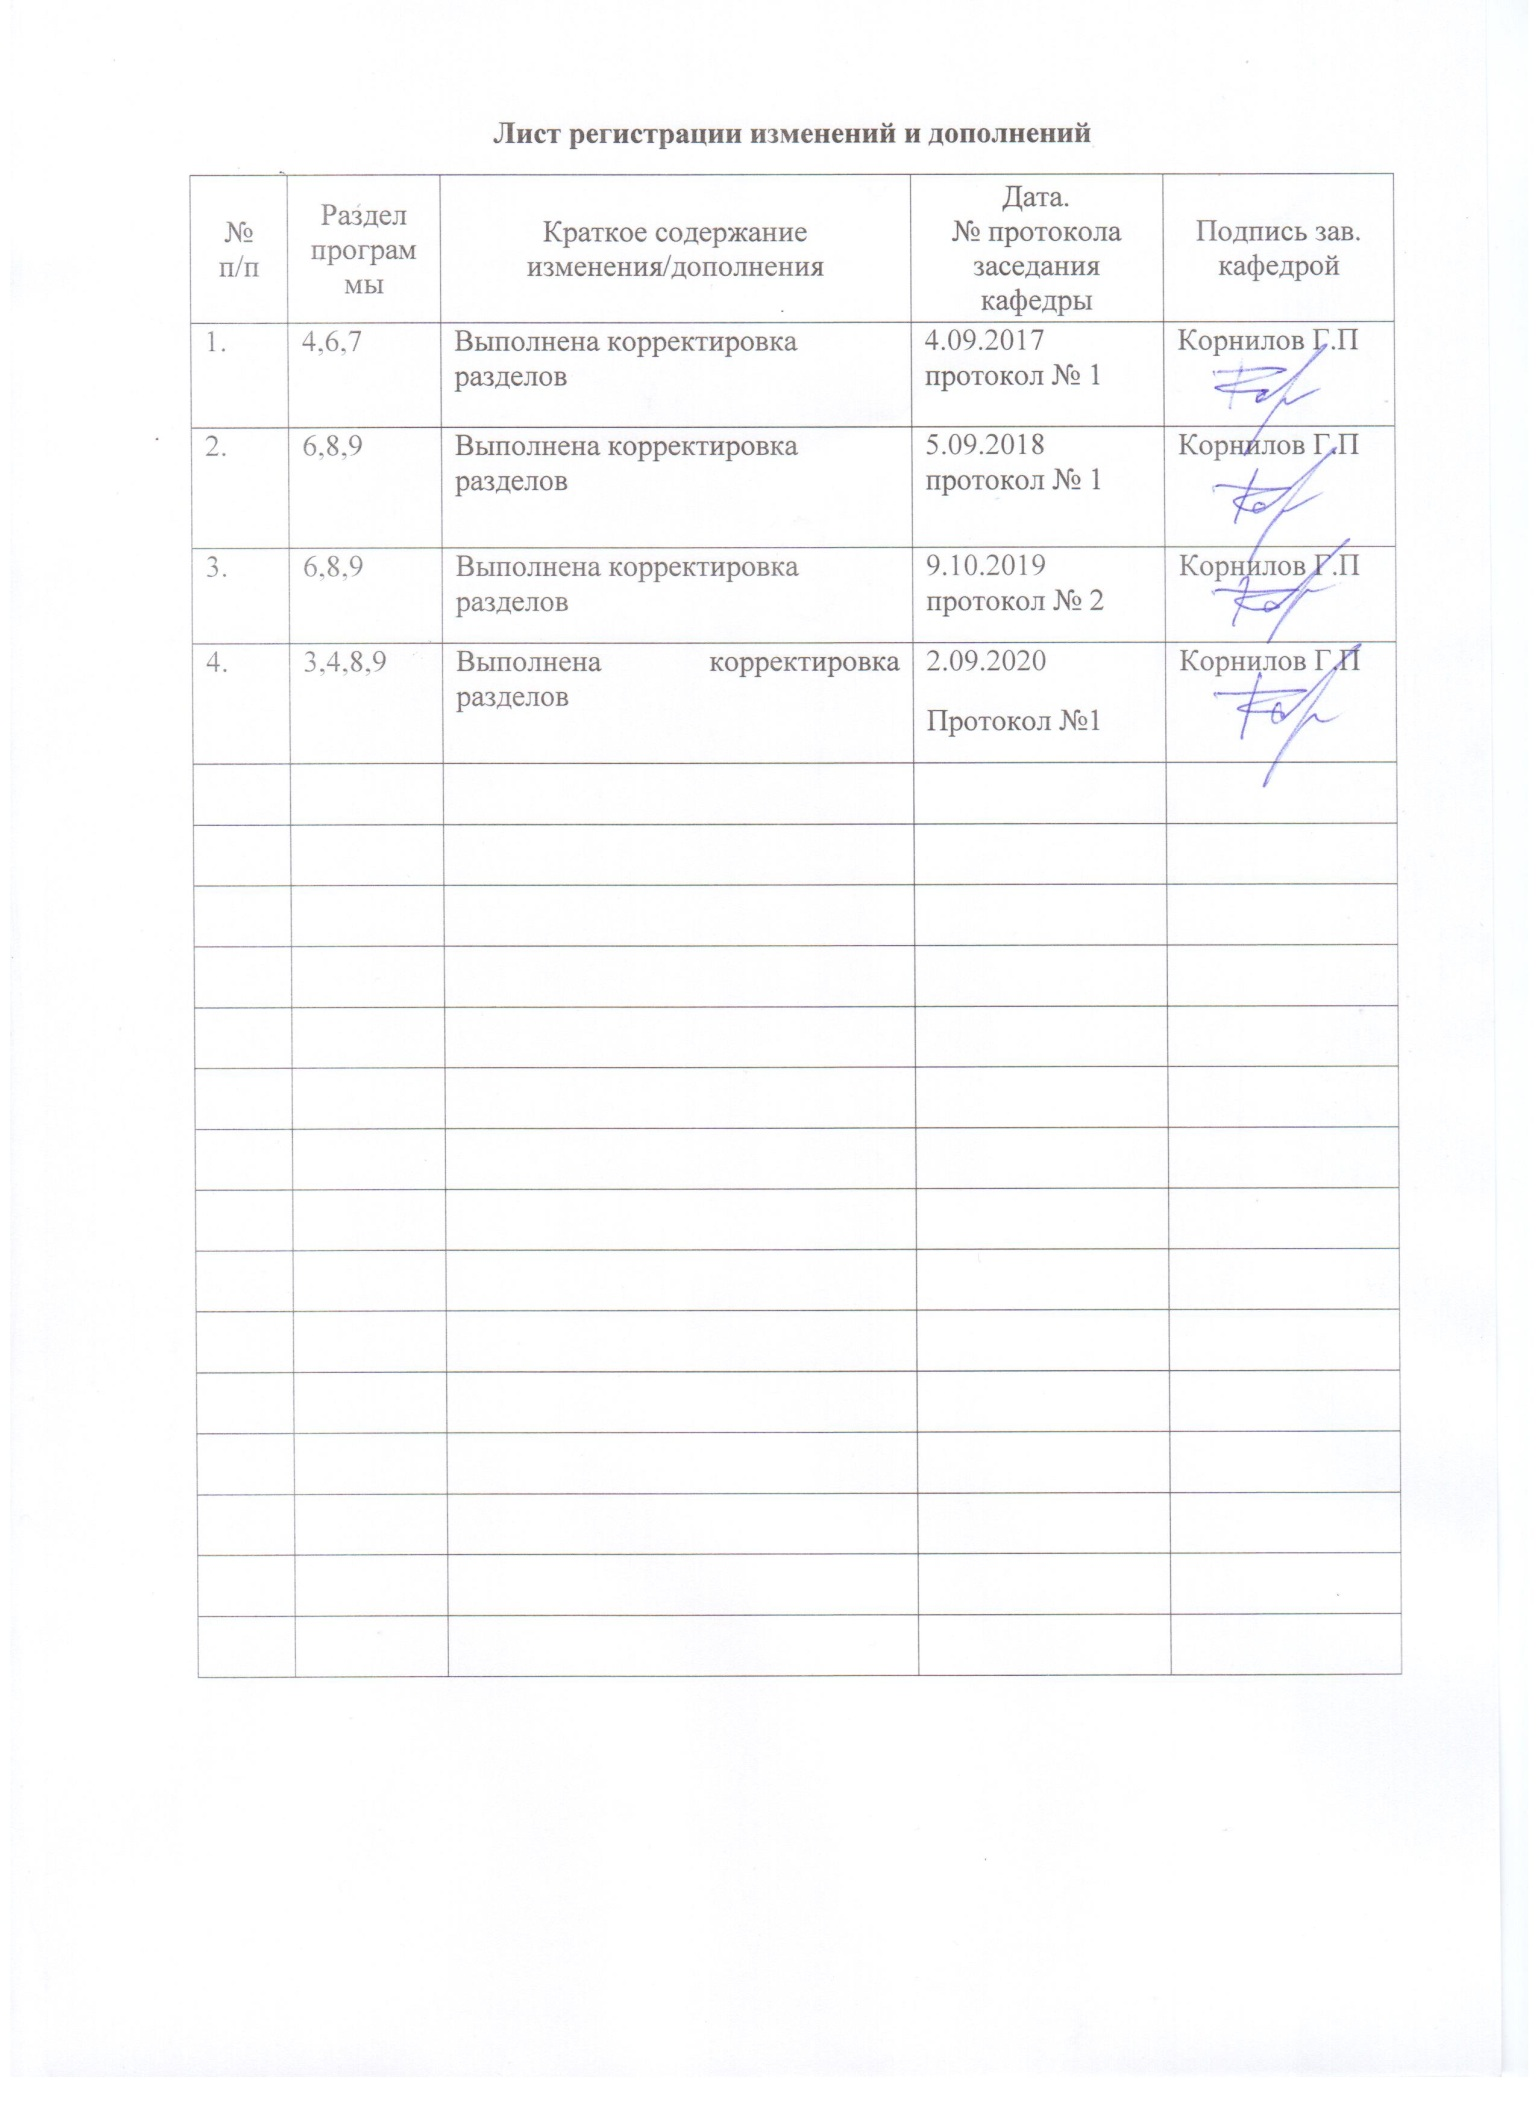 Лист регистрации изменений и дополнений
№
п/п
Раздел
програм
мы
Краткое содержание
изменения/дополнения
Дата.
№ протокола
заседания
кафедры
Подпись зав.
кафедрой
1.
4,6,7
Выполнена корректировка
разделов
4.09.2017
протокол № 1
Корнилов Г.П
2.
6,8,9
Выполнена корректировка
разделов
5.09.2018
протокол № 1
Корнилов Г.П
3.
6,8,9
Выполнена корректировка
разделов
9.10.2019
протокол № 2
Корнилов Г.П
4.
3,4,8,9
Выполнена корректировка
разделов
2.09.2020
Протокол №1
Корнилов Г.П